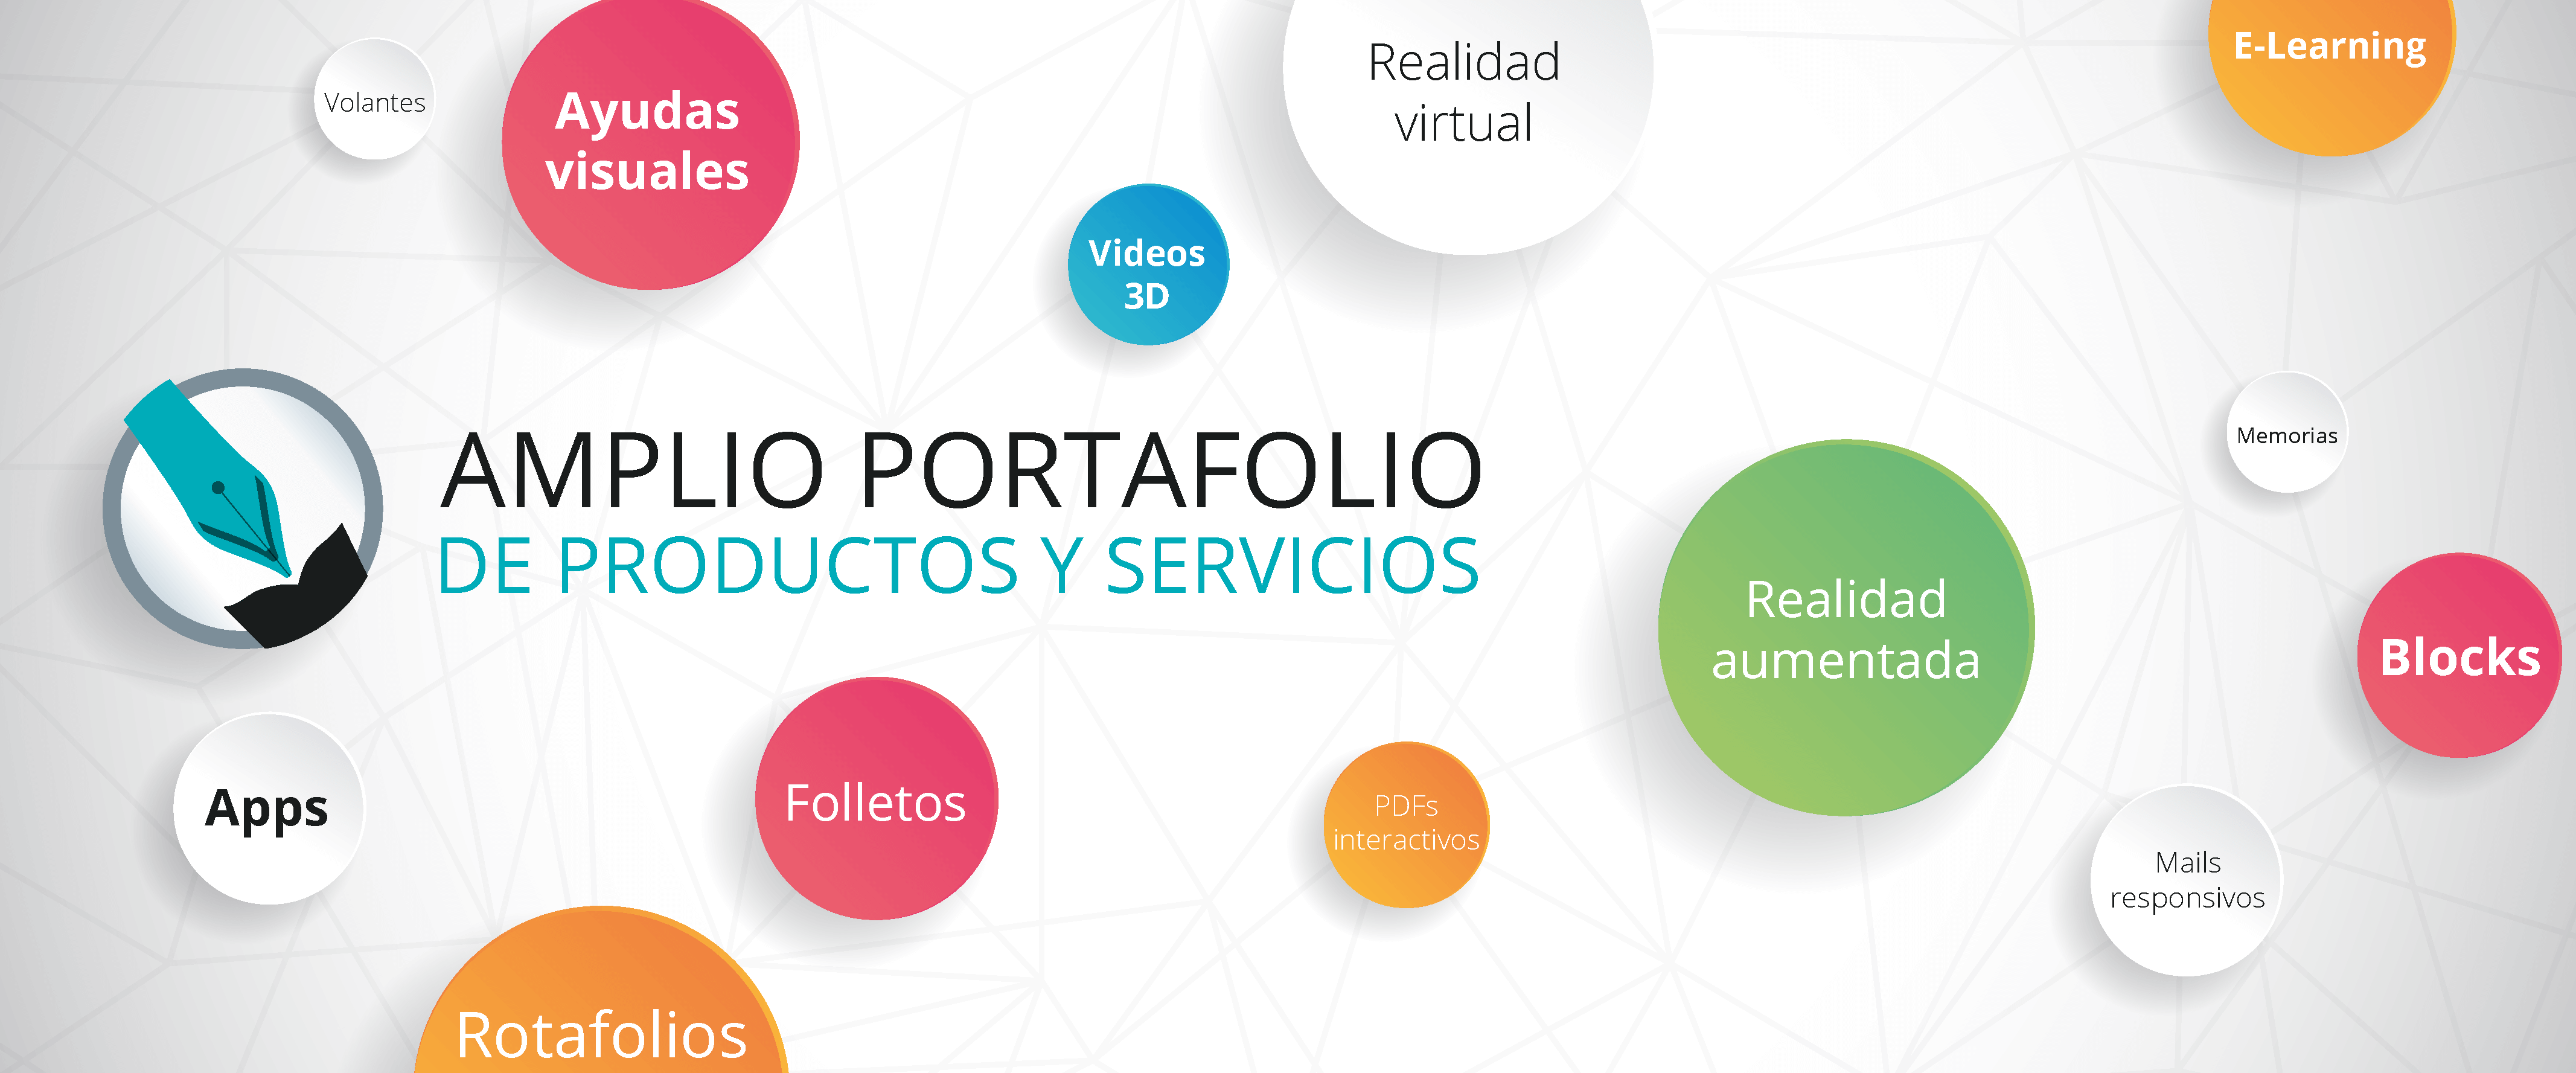 Volantes
Ayudas
visuales
Realidad
virtual
E-Learning
Videos
3D
AMPLIO PORTAFOLIO
DE PRODUCTOS Y SERVICIOS
Memorias
Realidad
aumentada
Blocks
Apps
Folletos
PDFs
interactivos
Mails
responsivos
Rotafolios